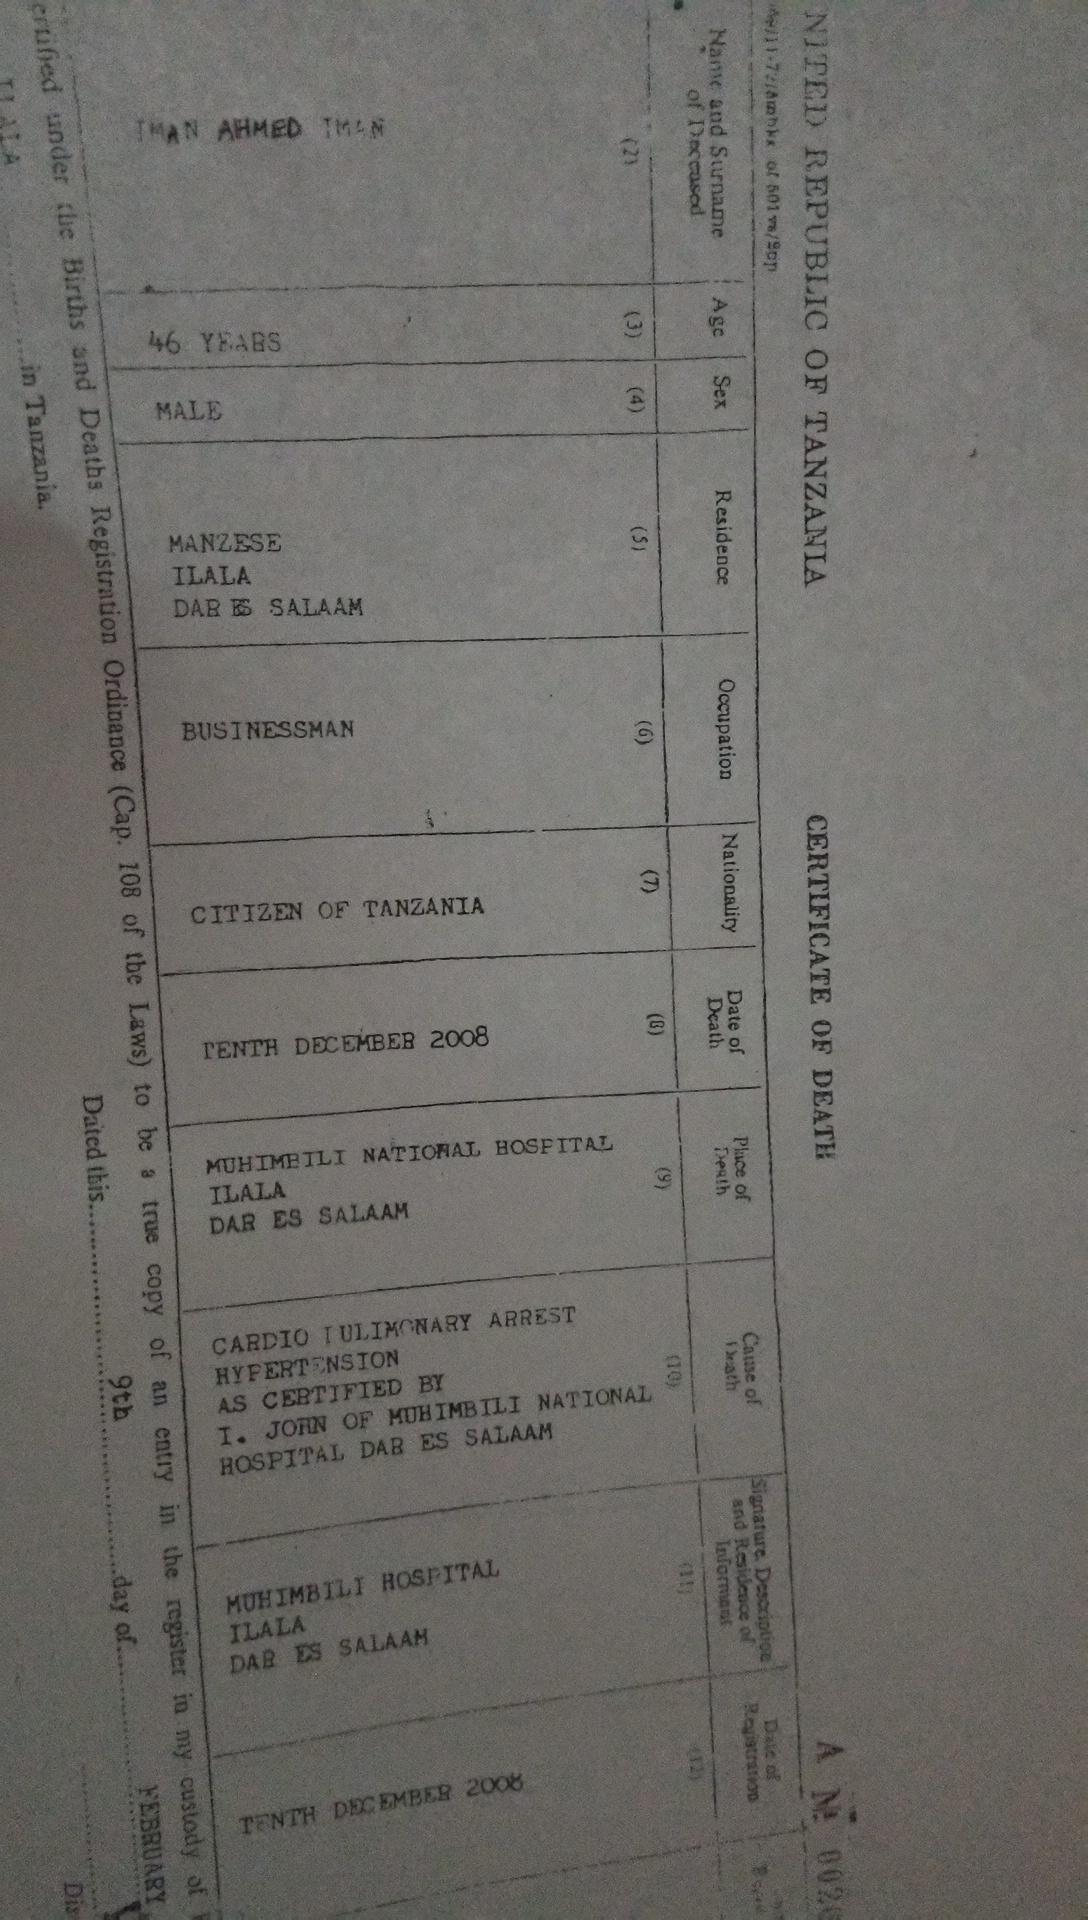 NITED REPUBLIC OF TANZANIA
CERTIFICATE OF DEATH
A No 002
Name and Surname
of Deceased
Age
Sex
Residence
Occupation
Nationality
Date of
Death
Place of
Death
Cause of
Death
Signature, Description
and Residence of
Informant
Date of
Registration
(2)
(3)
(4)
(5)
(6)
(7)
(8)
(9)
(10)
(11)
(12)
IMAN AHMED IMAN
46 YEARS
MALE
MANZESE
ILALA
DAR ES SALAAM
BUSINESSMAN
CITIZEN OF TANZANIA
TENTH DECEMBER 2008
MUHIMBILI NATIONAL HOSPITAL
ILALA
DAR ES SALAAM
CARDIO PULIMONARY ARREST
HYPERTENSION
AS CERTIFIED BY
I. JOHN OF MUHIMBILI NATIONAL
HOSPITAL DAR ES SALAAM
MUHIMBILI HOSPITAL
ILALA
DAR ES SALAAM
TENTH DECEMBER 2008
ertified under the Births and Deaths Registration Ordinance (Cap. 108 of the Laws) to be a true copy of an entry in the register in my custody of
ILALA in Tanzania.
Dated this 9th day of FEBRUARY
Dis